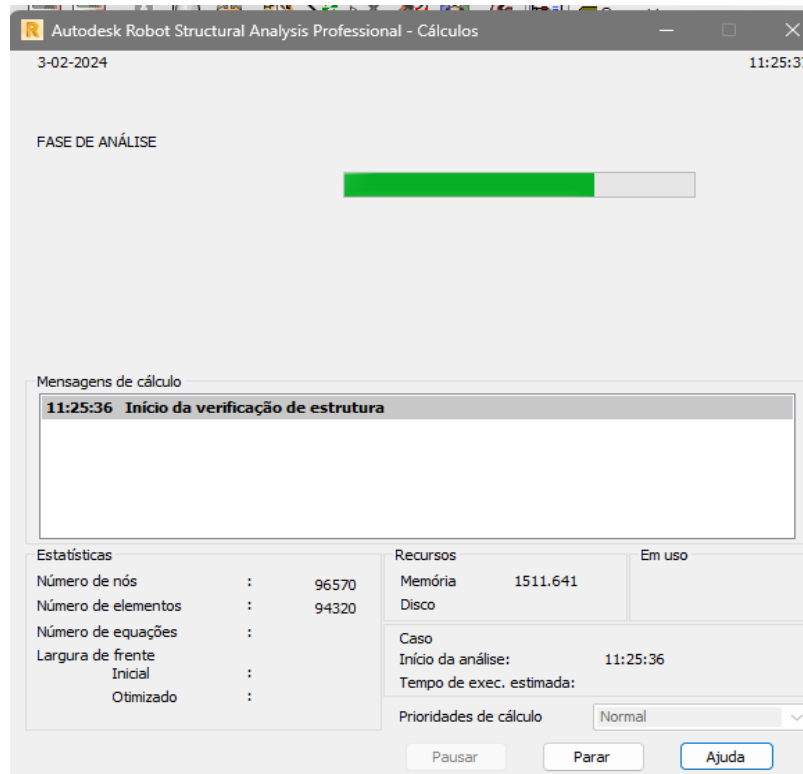 Autodesk Robot Structural Analysis Professional - Cálculos
3-02-2024 11:25:37
FASE DE ANÁLISE
Mensagens de cálculo
11:25:36 Início da verificação de estrutura
Estatísticas
Número de nós : 96570
Número de elementos : 94320
Número de equações :
Largura de frente
Inicial :
Otimizado :
Recursos
Memória 1511.641
Disco
Em uso
Caso
Início da análise: 11:25:36
Tempo de exec. estimada:
Prioridades de cálculo Normal
Pausar Parar Ajuda